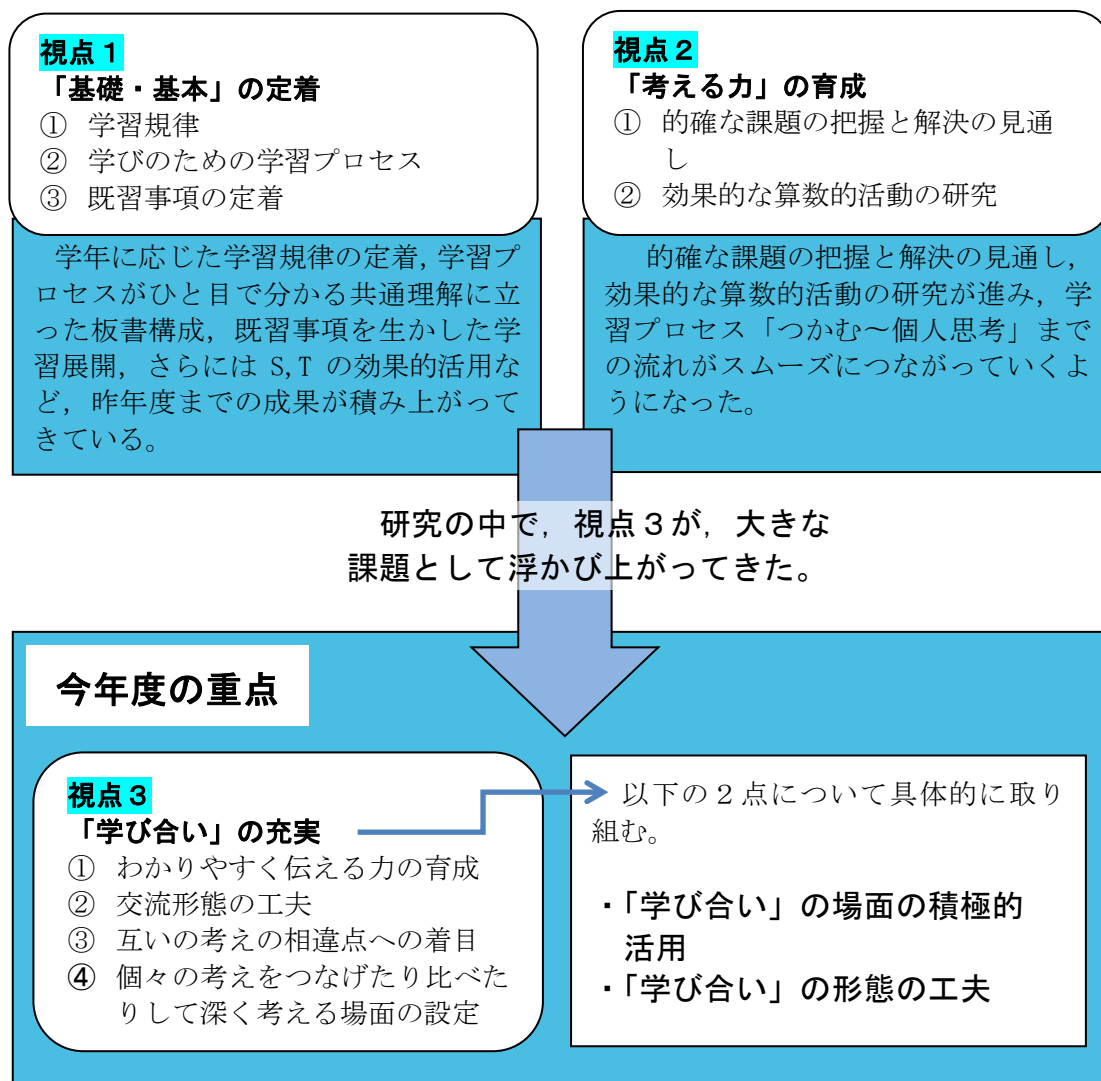 視点１
「基礎・基本」の定着
① 学習規律
② 学びのための学習プロセス
③ 既習事項の定着
学年に応じた学習規律の定着，学習プ
ロセスがひと目で分かる共通理解に立
った板書構成，既習事項を生かした学
習展開，さらには S,T の効果的活用な
ど，昨年度までの成果が積み上がって
きている。
視点２
「考える力」の育成
① 的確な課題の把握と解決の見通
し
② 効果的な算数的活動の研究
的確な課題の把握と解決の見通し，
効果的な算数的活動の研究が進み，学
習プロセス「つかむ～個人思考」まで
の流れがスムーズにつながっていくよ
うになった。
研究の中で，視点３が，大きな
課題として浮かび上がってきた。
今年度の重点
視点３
「学び合い」の充実
① わかりやすく伝える力の育成
② 交流形態の工夫
③ 互いの考えの相違点への着目
④ 個々の考えをつなげたり比べた
りして深く考える場面の設定
以下の２点について具体的に取り
組む。
・「学び合い」の場面の積極的
活用
・「学び合い」の形態の工夫